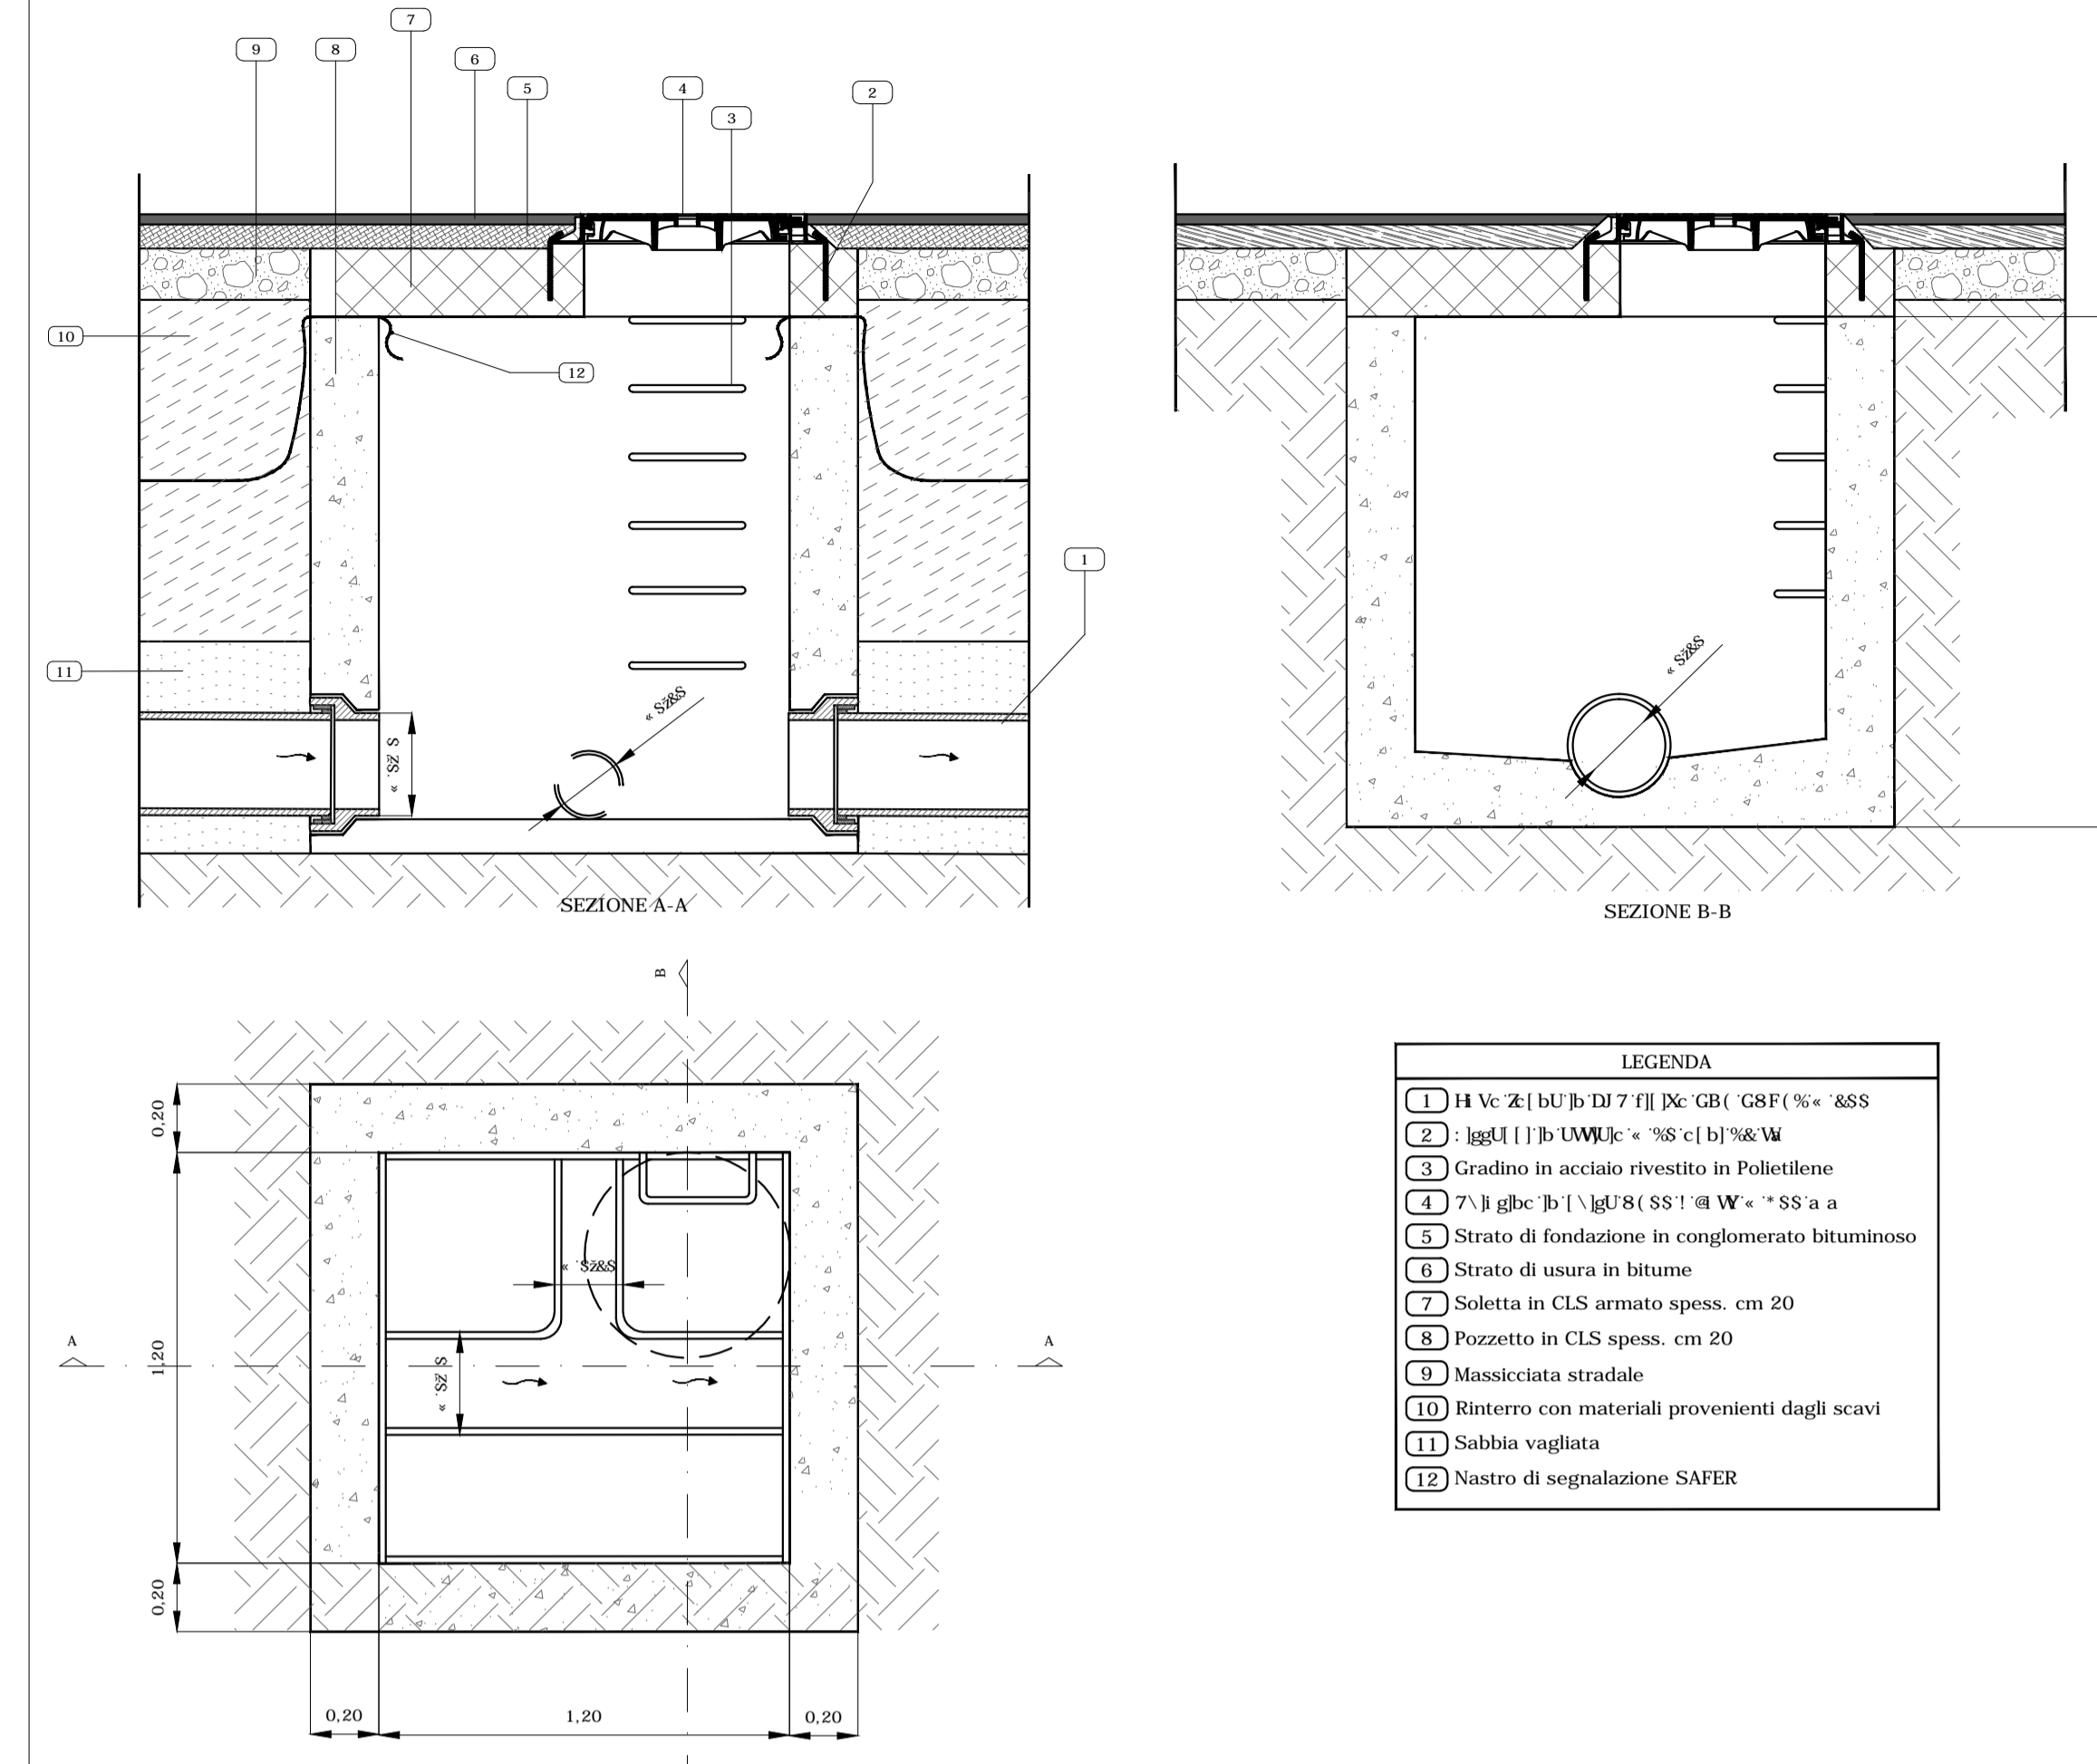 7
9
8
6
5
4
2
3
10
12
1
11
SEZIONE A-A
SEZIONE B-B
B
0,20
1,20
0,20
A
A
0,20
1,20
0,20
LEGENDA
1
2
3 Gradino in acciaio rivestito in Polietilene
4
5 Strato di fondazione in conglomerato bituminoso
6 Strato di usura in bitume
7 Soletta in CLS armato spess. cm 20
8 Pozzetto in CLS spess. cm 20
9 Massicciata stradale
10 Rinterro con materiali provenienti dagli scavi
11 Sabbia vagliata
12 Nastro di segnalazione SAFER